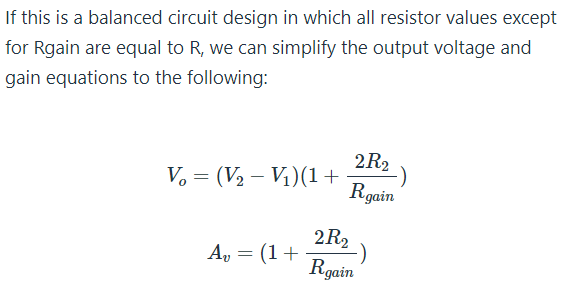 If this is a balanced circuit design in which all resistor values except
for Rgain are equal to R, we can simplify the output voltage and
gain equations to the following:
V_o = (V_2 − V_1)(1 + \frac{2R_2}{R_{gain}})
A_v = (1 + \frac{2R_2}{R_{gain}})